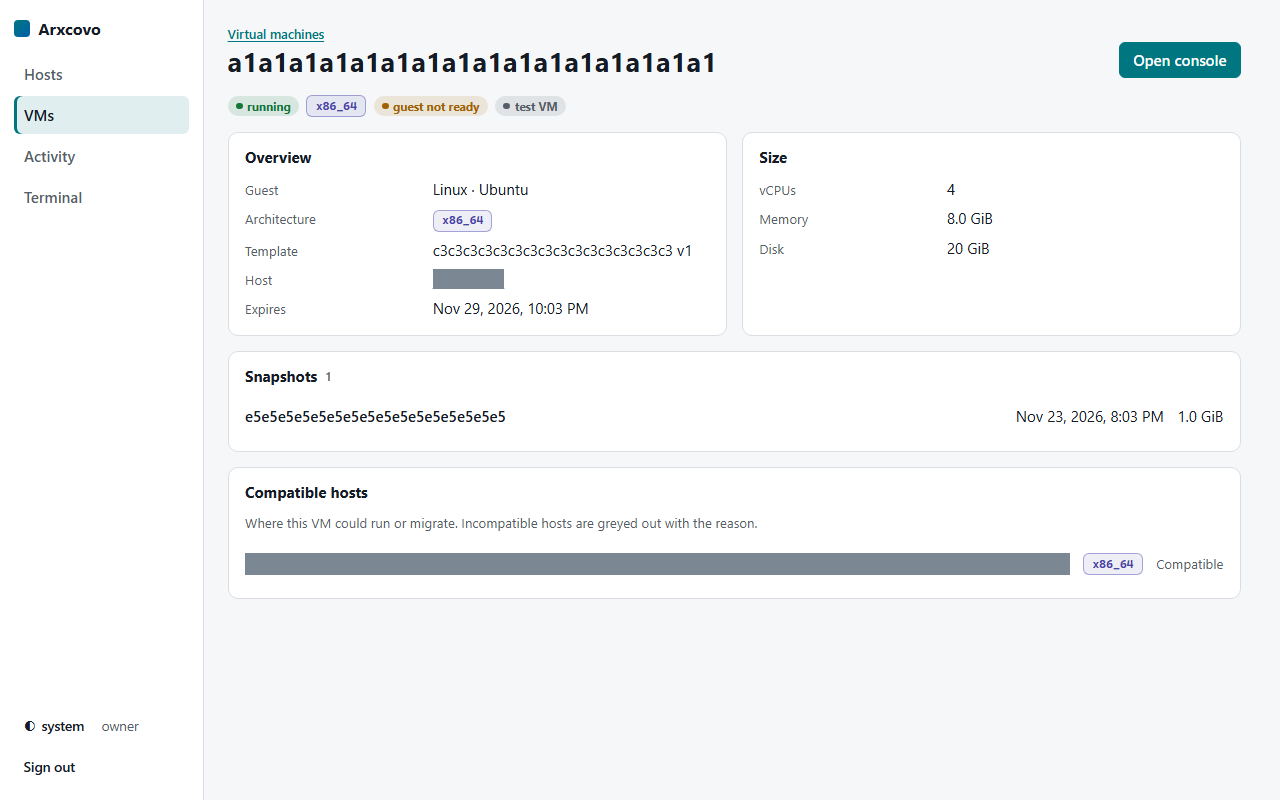 Arxcovo
Hosts
VMs
Activity
Terminal
system owner
Sign out
Virtual machines
a1a1a1a1a1a1a1a1a1a1a1a1a1a1a1a1
Open console
running x86_64 guest not ready test VM
Overview
Guest Linux · Ubuntu
Architecture x86_64
Template c3c3c3c3c3c3c3c3c3c3c3c3c3c3c3c3 v1
Host
Expires Nov 29, 2026, 10:03 PM
Size
vCPUs 4
Memory 8.0 GiB
Disk 20 GiB
Snapshots 1
e5e5e5e5e5e5e5e5e5e5e5e5e5e5e5e5 Nov 23, 2026, 8:03 PM 1.0 GiB
Compatible hosts
Where this VM could run or migrate. Incompatible hosts are greyed out with the reason.
x86_64 Compatible